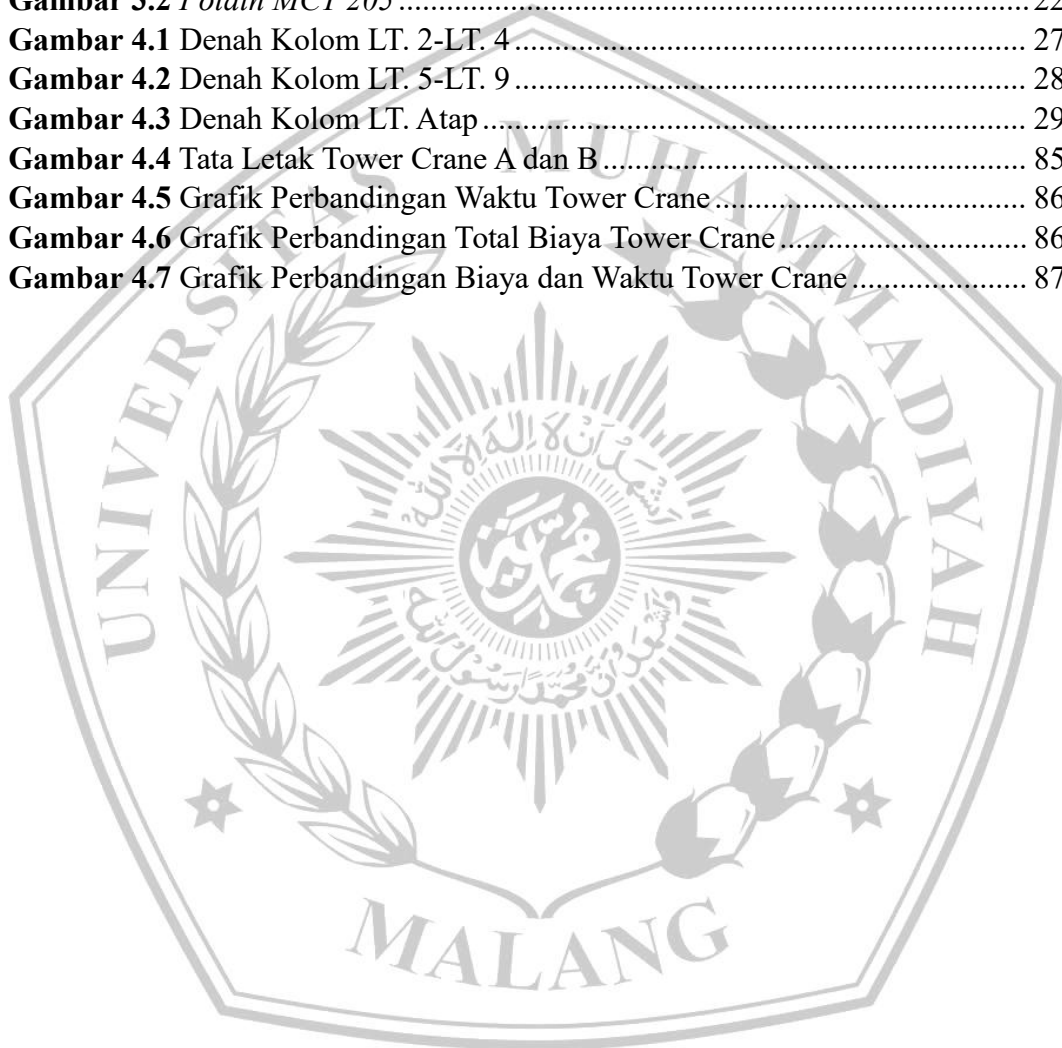 Gambar 3.2 Potain MCT 205 ........ 22
Gambar 4.1 Denah Kolom LT. 2-LT. 4 ........ 27
Gambar 4.2 Denah Kolom LT. 5-LT. 9 ........ 28
Gambar 4.3 Denah Kolom LT. Atap ........ 29
Gambar 4.4 Tata Letak Tower Crane A dan B ........ 85
Gambar 4.5 Grafik Perbandingan Waktu Tower Crane ........ 86
Gambar 4.6 Grafik Perbandingan Total Biaya Tower Crane ........ 86
Gambar 4.7 Grafik Perbandingan Biaya dan Waktu Tower Crane ........ 87
UNIVERSITAS MUHAMMADIYAH
MALANG